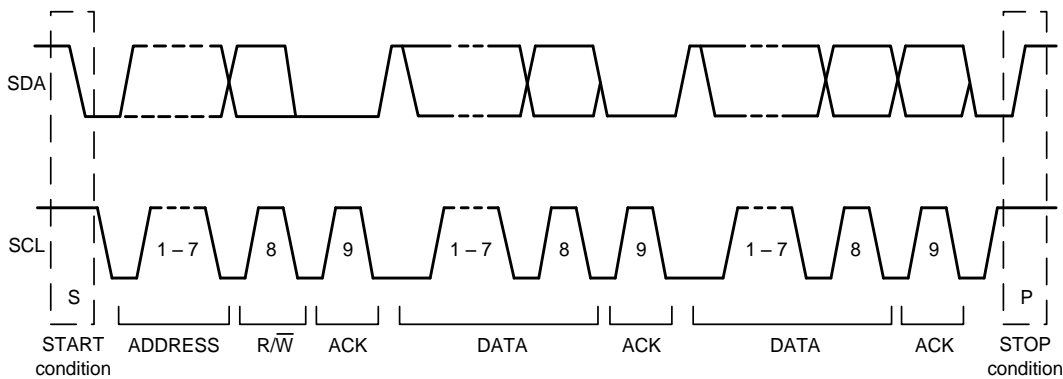 SDA
SCL
1 – 7 8 9 1 – 7 8 9 1 – 7 8 9
S P
START condition ADDRESS R/W̅ ACK DATA ACK DATA ACK STOP condition